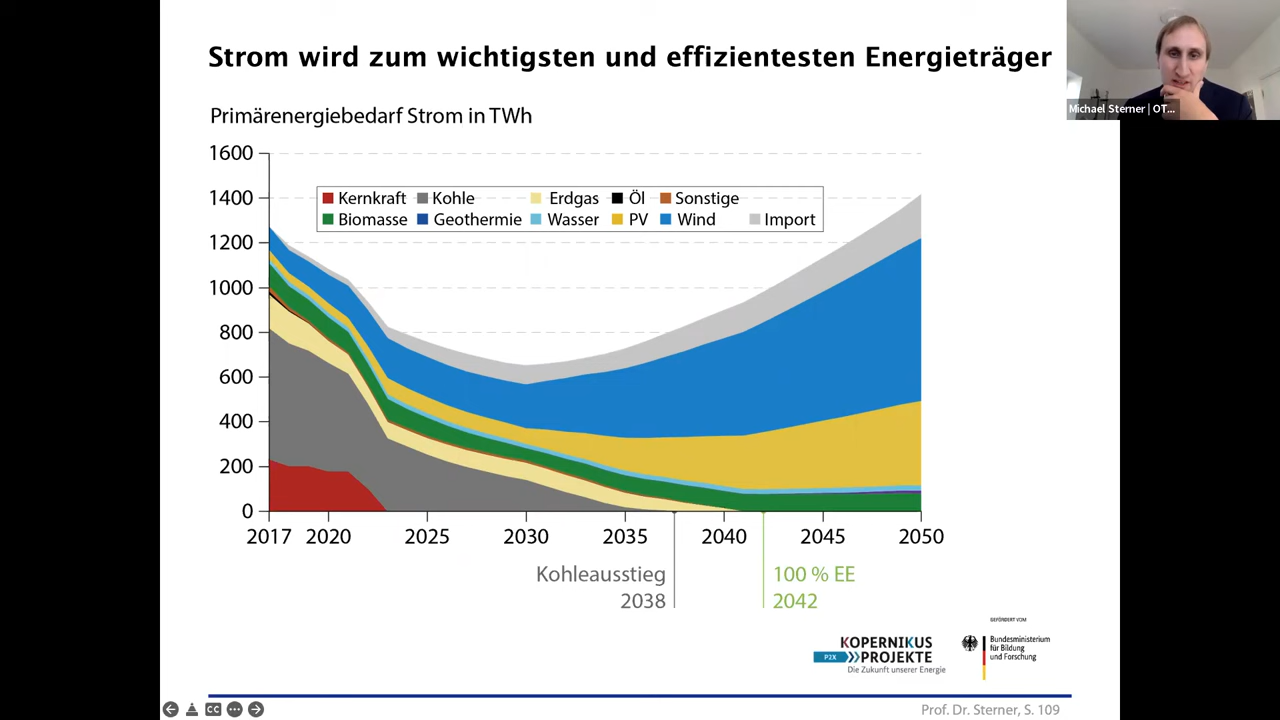 Strom wird zum wichtigsten und effizientesten Energieträger
Michael Sterner | OT...
Primärenergiebedarf Strom in TWh
1600
1400
1200
1000
800
600
400
200
0
Kernkraft Kohle Erdgas Öl Sonstige
Biomasse Geothermie Wasser PV Wind Import
2017 2020 2025 2030 2035 2040 2045 2050
Kohleausstieg
2038
100 % EE
2042
GEFÖRDERT VOM
KOPERNIKUS
P2X PROJEKTE
Die Zukunft unserer Energie
Bundesministerium
für Bildung
und Forschung
CC
Prof. Dr. Sterner, S. 109